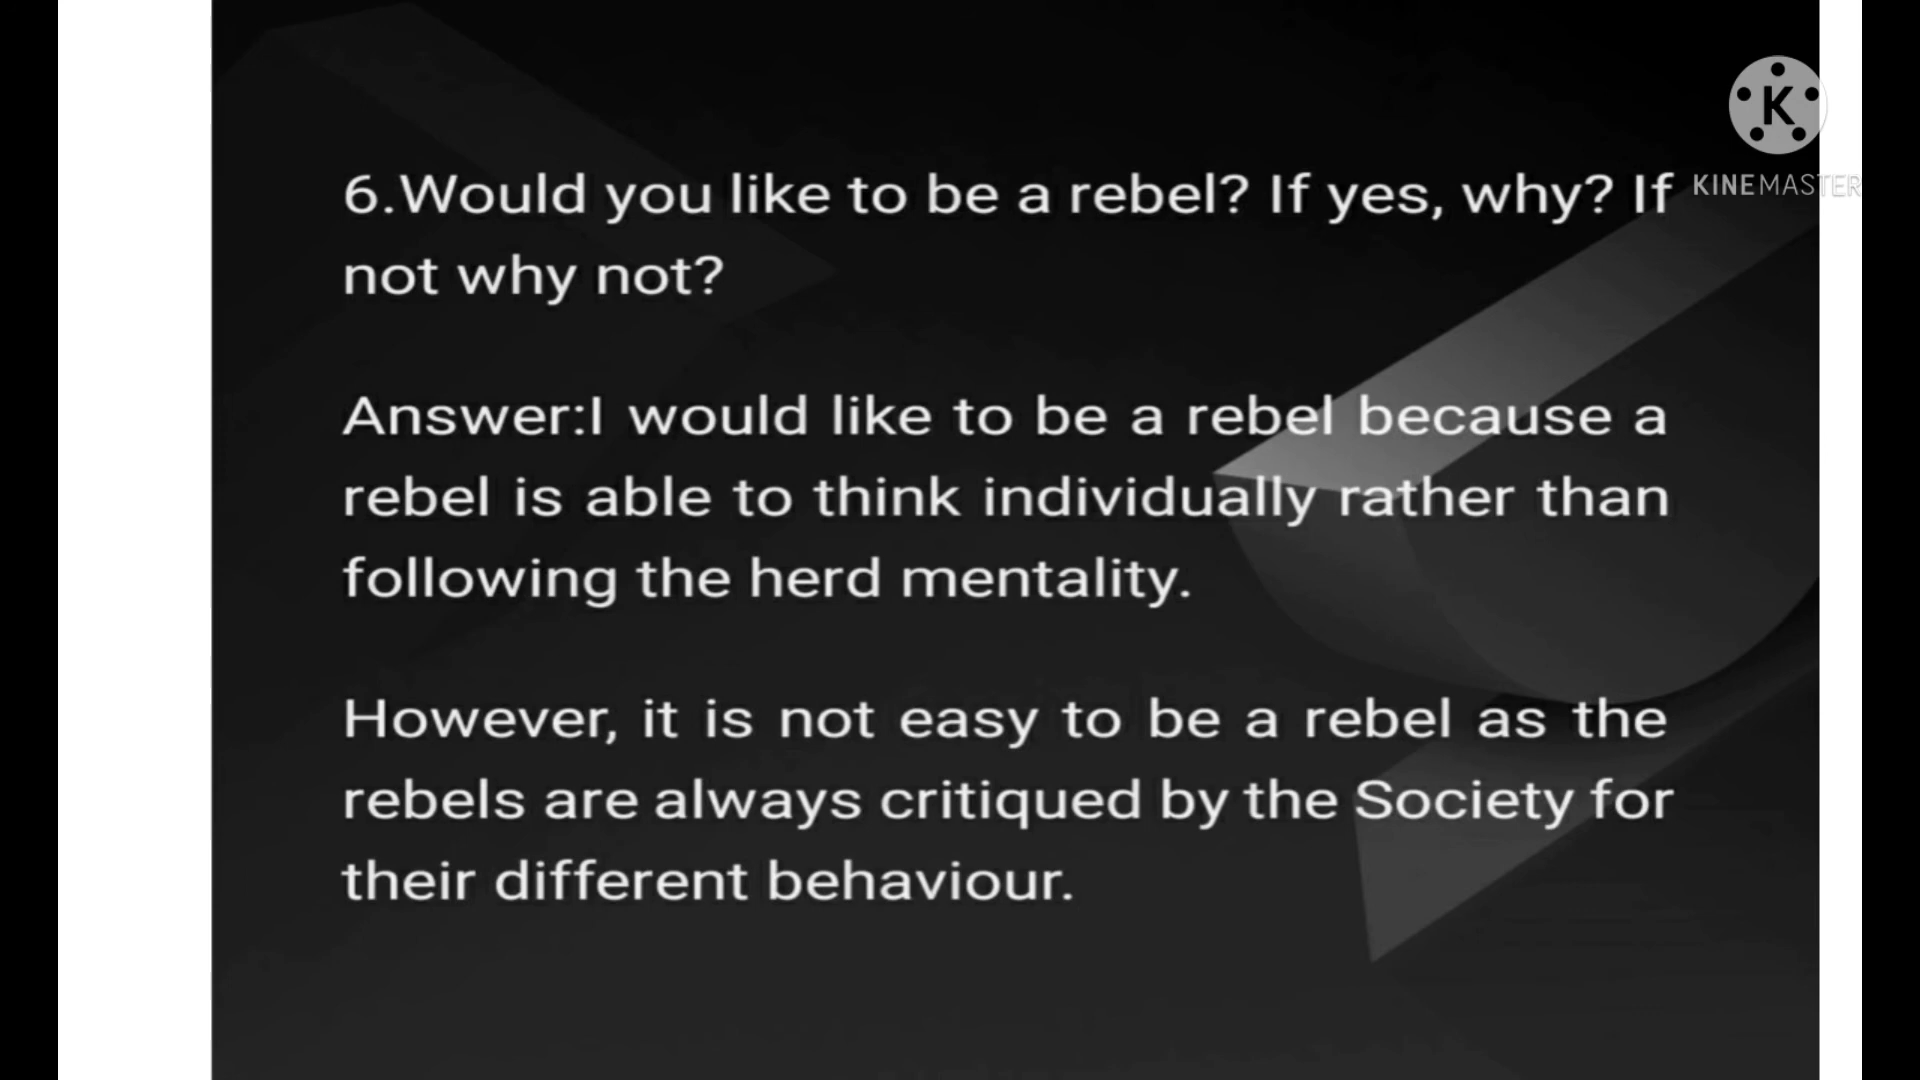 K
KINEMASTER
6.Would you like to be a rebel? If yes, why? If
not why not?
Answer:I would like to be a rebel because a
rebel is able to think individually rather than
following the herd mentality.
However, it is not easy to be a rebel as the
rebels are always critiqued by the Society for
their different behaviour.